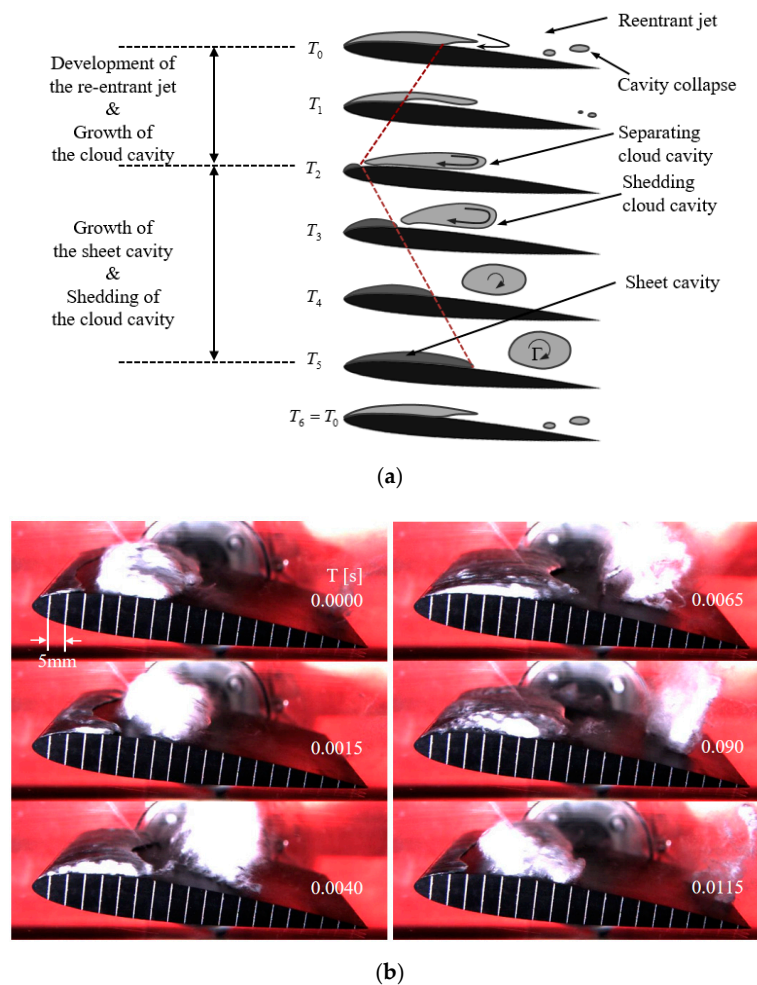 Reentrant jet
T0
Development of
the re-entrant jet
&
Growth of
the cloud cavity
Cavity collapse
T1
Separating
cloud cavity
T2
Shedding
cloud cavity
Growth of
the sheet cavity
&
Shedding of
the cloud cavity
T3
Sheet cavity
T4
T5
Γ
T6 = T0
(a)
T [s]
0.0000
5mm
0.0065
0.0015
0.090
0.0040
0.0115
(b)